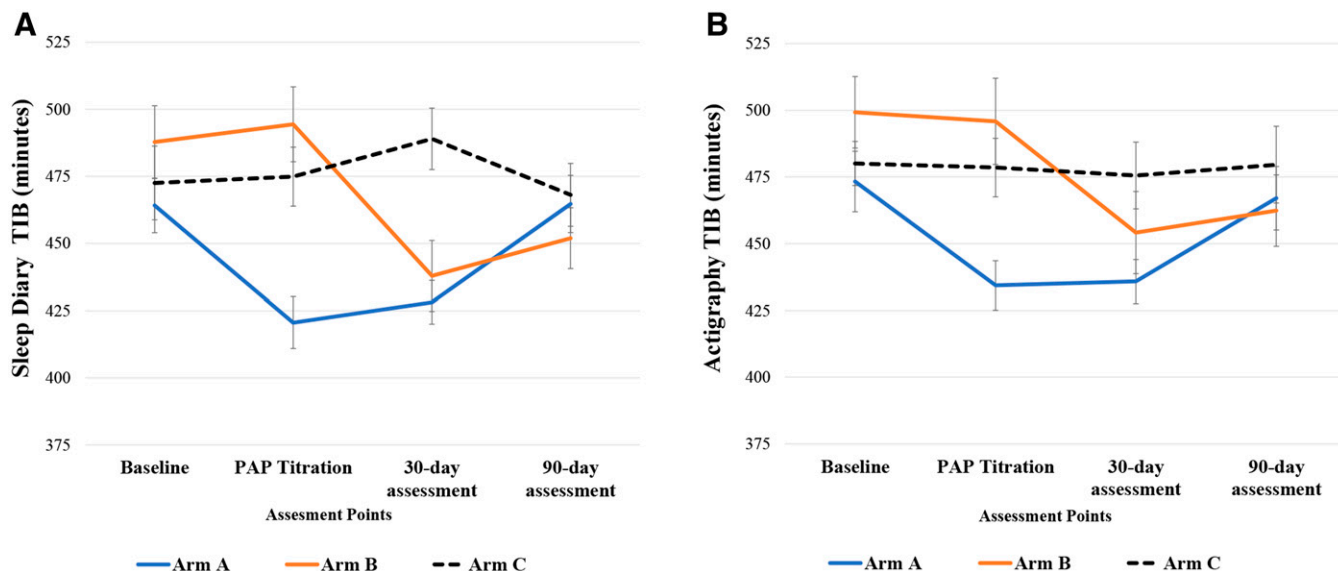 A
Sleep Diary TIB (minutes)
525
500
475
450
425
400
375
Baseline
PAP Titration
30-day
assessment
90-day
assessment
Assesment Points
Arm A
Arm B
Arm C
B
Actigraphy TIB (minutes)
525
500
475
450
425
400
375
Baseline
PAP Titration
30-day
assessment
90-day
assessment
Assessment Points
Arm A
Arm B
Arm C